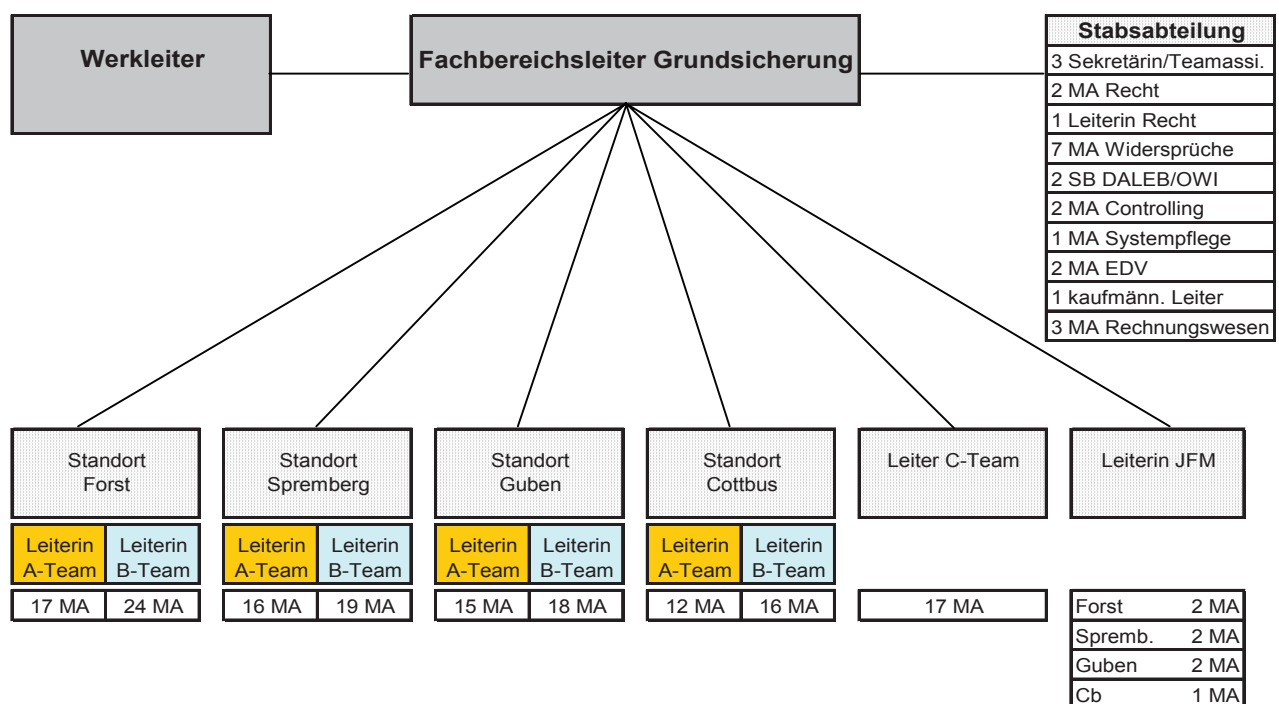 Werkleiter
Fachbereichsleiter Grundsicherung
Stabsabteilung
3 Sekretärin/Teamassi.
2 MA Recht
1 Leiterin Recht
7 MA Widersprüche
2 SB DALEB/OWI
2 MA Controlling
1 MA Systempflege
2 MA EDV
1 kaufmänn. Leiter
3 MA Rechnungswesen
Standort
Forst
Standort
Spremberg
Standort
Guben
Standort
Cottbus
Leiter C-Team
Leiterin JFM
Leiterin
A-Team
Leiterin
B-Team
Leiterin
A-Team
Leiterin
B-Team
Leiterin
A-Team
Leiterin
B-Team
Leiterin
A-Team
Leiterin
B-Team
17 MA
24 MA
16 MA
19 MA
15 MA
18 MA
12 MA
16 MA
17 MA
Forst 2 MA
Spremb. 2 MA
Guben 2 MA
Cb 1 MA